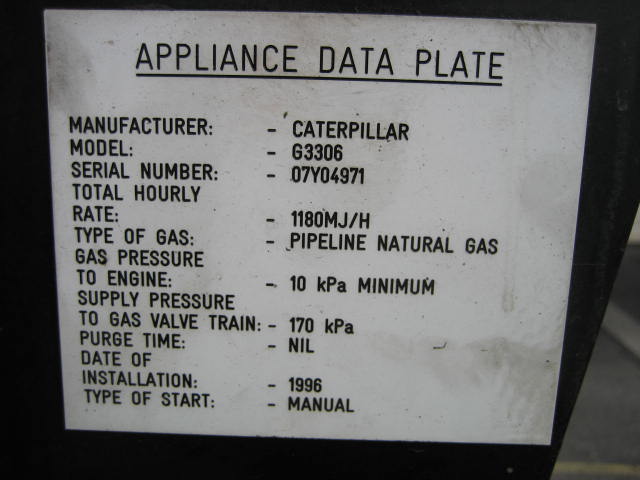 APPLIANCE DATA PLATE
MANUFACTURER: - CATERPILLAR
MODEL: - G3306
SERIAL NUMBER: - 07Y04971
TOTAL HOURLY
RATE: - 1180MJ/H
TYPE OF GAS: - PIPELINE NATURAL GAS
GAS PRESSURE
TO ENGINE: - 10 kPa MINIMUM
SUPPLY PRESSURE
TO GAS VALVE TRAIN: - 170 kPa
PURGE TIME: - NIL
DATE OF
INSTALLATION: - 1996
TYPE OF START: - MANUAL